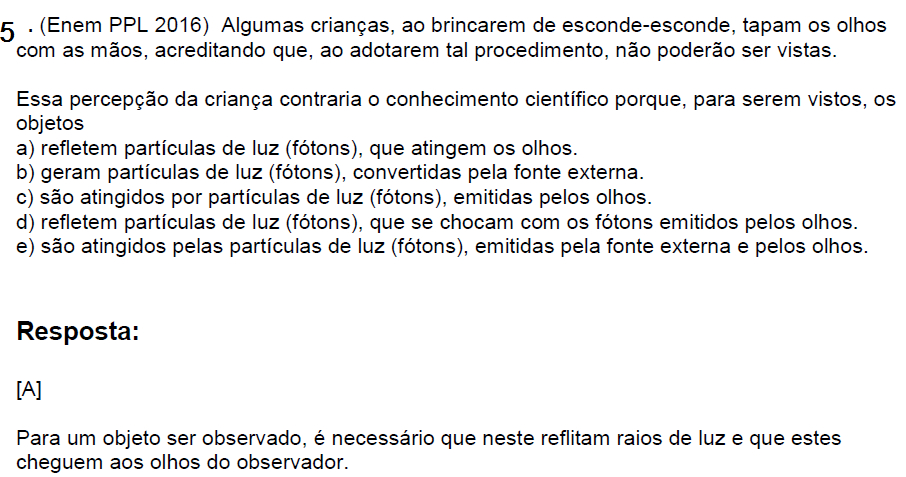 5 . (Enem PPL 2016) Algumas crianças, ao brincarem de esconde-esconde, tapam os olhos
com as mãos, acreditando que, ao adotarem tal procedimento, não poderão ser vistas.
Essa percepção da criança contraria o conhecimento científico porque, para serem vistos, os
objetos
a) refletem partículas de luz (fótons), que atingem os olhos.
b) geram partículas de luz (fótons), convertidas pela fonte externa.
c) são atingidos por partículas de luz (fótons), emitidas pelos olhos.
d) refletem partículas de luz (fótons), que se chocam com os fótons emitidos pelos olhos.
e) são atingidos pelas partículas de luz (fótons), emitidas pela fonte externa e pelos olhos.
Resposta:
[A]
Para um objeto ser observado, é necessário que neste reflitam raios de luz e que estes
cheguem aos olhos do observador.